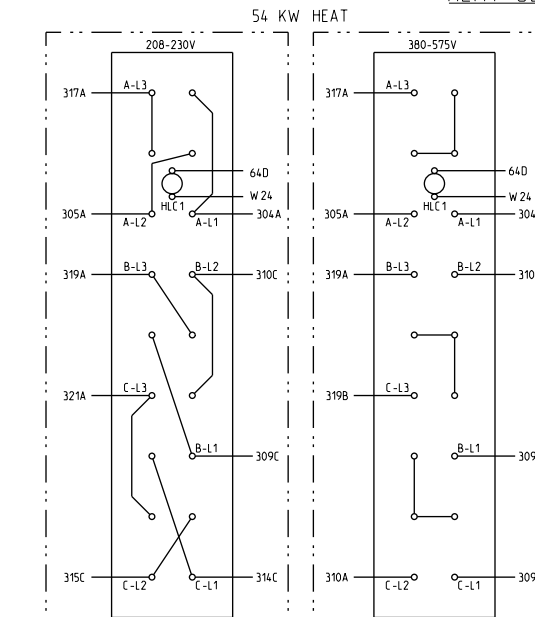 54 KW HEAT
208-230V
317A
A-L3
64D
W24
HLC1
305A
A-L2
A-L1
304A
319A
B-L3
B-L2
310C
321A
C-L3
B-L1
309C
315C
C-L2
C-L1
314C
380-575V
317A
A-L3
64D
W24
HLC1
305A
A-L2
A-L1
304
319A
B-L3
B-L2
310
319B
C-L3
B-L1
309
310A
C-L2
C-L1
309